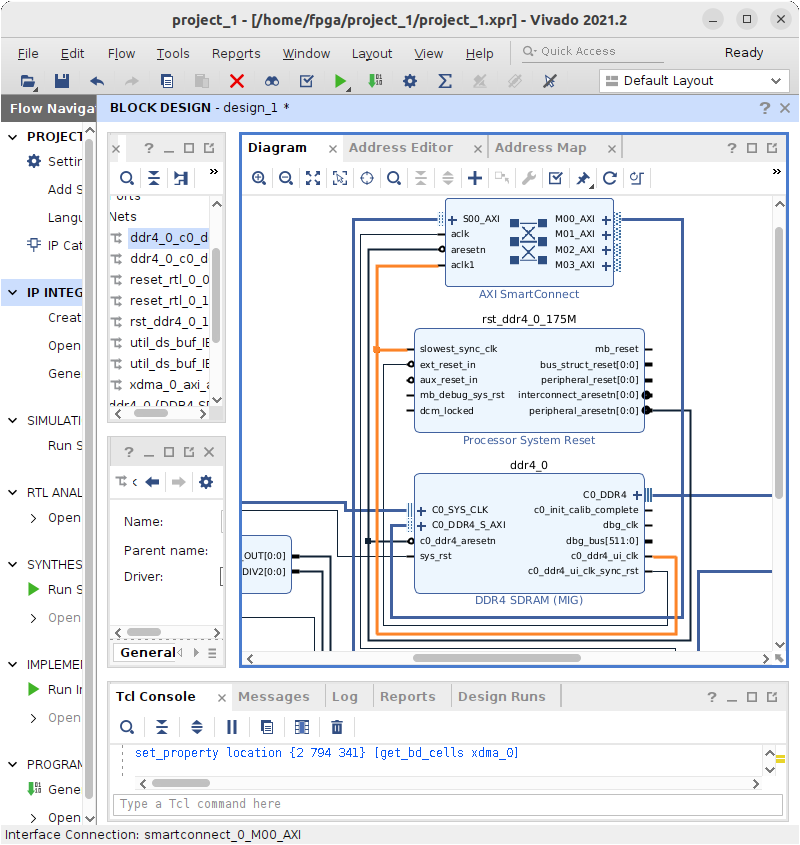 project_1 - [/home/fpga/project_1/project_1.xpr] - Vivado 2021.2
File Edit Flow Tools Reports Window Layout View Help Quick Access Ready
Default Layout
Flow Naviga
BLOCK DESIGN - design_1 *
PROJECT
Settin
Add S
Langu
IP Cat
IP INTEG
Creat
Open
Gene
SIMULATI
Run S
RTL ANAL
Open
SYNTHES
Run S
Open
IMPLEMEN
Run In
Open
PROGRAM
Gene
Open
Nets
ddr4_0_c0_d
ddr4_0_c0_d
reset_rtl_0_0
reset_rtl_0_1
rst_ddr4_0_1
util_ds_buf_IE
util_ds_buf_IE
xdma_0_axi_a
ddr4_0 (DDR4 SD
Name:
Parent name:
Driver:
General
Diagram Address Editor Address Map
S00_AXI M00_AXI
aclk M01_AXI
aresetn M02_AXI
aclk1 M03_AXI
AXI SmartConnect
rst_ddr4_0_175M
slowest_sync_clk mb_reset
ext_reset_in bus_struct_reset[0:0]
aux_reset_in peripheral_reset[0:0]
mb_debug_sys_rst interconnect_aresetn[0:0]
dcm_locked peripheral_aresetn[0:0]
Processor System Reset
ddr4_0
C0_DDR4
C0_SYS_CLK c0_init_calib_complete
C0_DDR4_S_AXI dbg_clk
c0_ddr4_aresetn dbg_bus[511:0]
sys_rst c0_ddr4_ui_clk
c0_ddr4_ui_clk_sync_rst
DDR4 SDRAM (MIG)
_OUT[0:0]
DIV2[0:0]
Tcl Console Messages Log Reports Design Runs
set_property location {2 794 341} [get_bd_cells xdma_0]
Type a Tcl command here
Interface Connection: smartconnect_0_M00_AXI